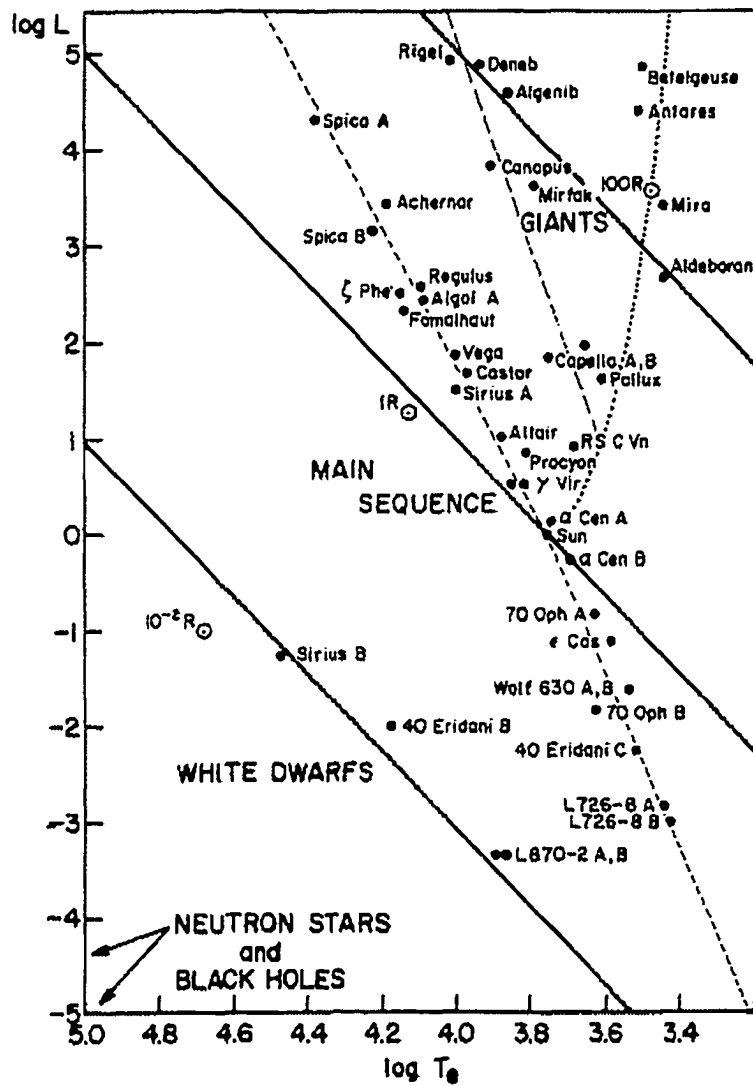 log L
5
4
3
2
1
0
-1
-2
-3
-4
-5
Rigel
Deneb
Betelgeuse
Algenib
Antares
Spica A
Canopus
100R
Mirfak
Mira
Achernar
GIANTS
Spica B
Aldebaran
Regulus
ζ Phe
Algol A
Fomalhaut
Vega
Capella, A,B
Castor
Pollux
Sirius A
1R
Altair
RS C Vn
Procyon
MAIN
SEQUENCE
γ Vir
α Cen A
Sun
α Cen B
70 Oph A
10⁻² R
ϵ Cas
Sirius B
Wolf 630 A,B
70 Oph B
40 Eridani B
40 Eridani C
WHITE DWARFS
L726-8 A
L726-8 B
L870-2 A,B
NEUTRON STARS
and
BLACK HOLES
5.0 4.8 4.6 4.4 4.2 4.0 3.8 3.6 3.4
log Te